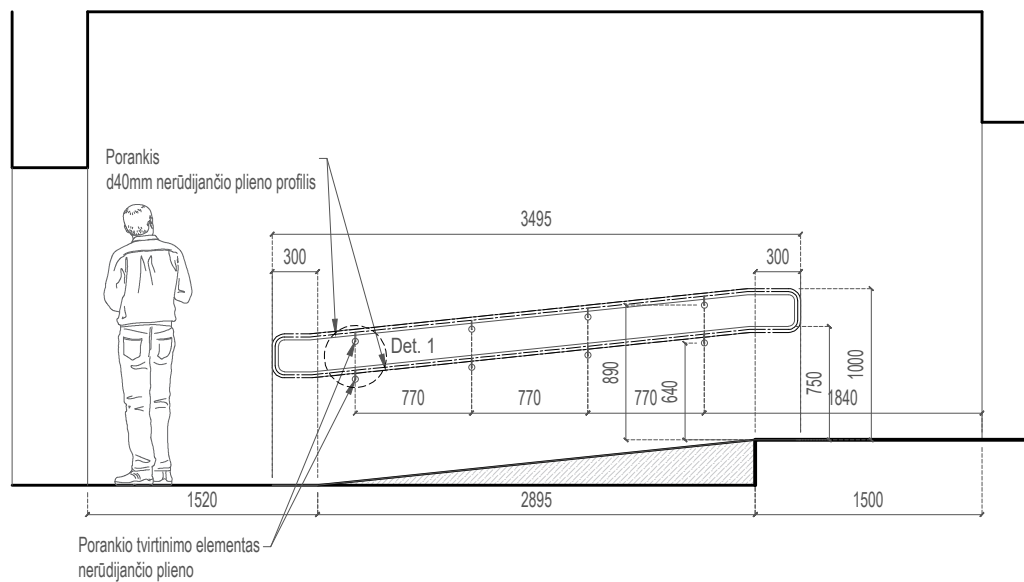 Porankis
d40mm nerūdijančio plieno profilis
3495
300
300
Det. 1
890
640
750
1000
770
770
770
1840
1520
2895
1500
Porankio tvirtinimo elementas
nerūdijančio plieno